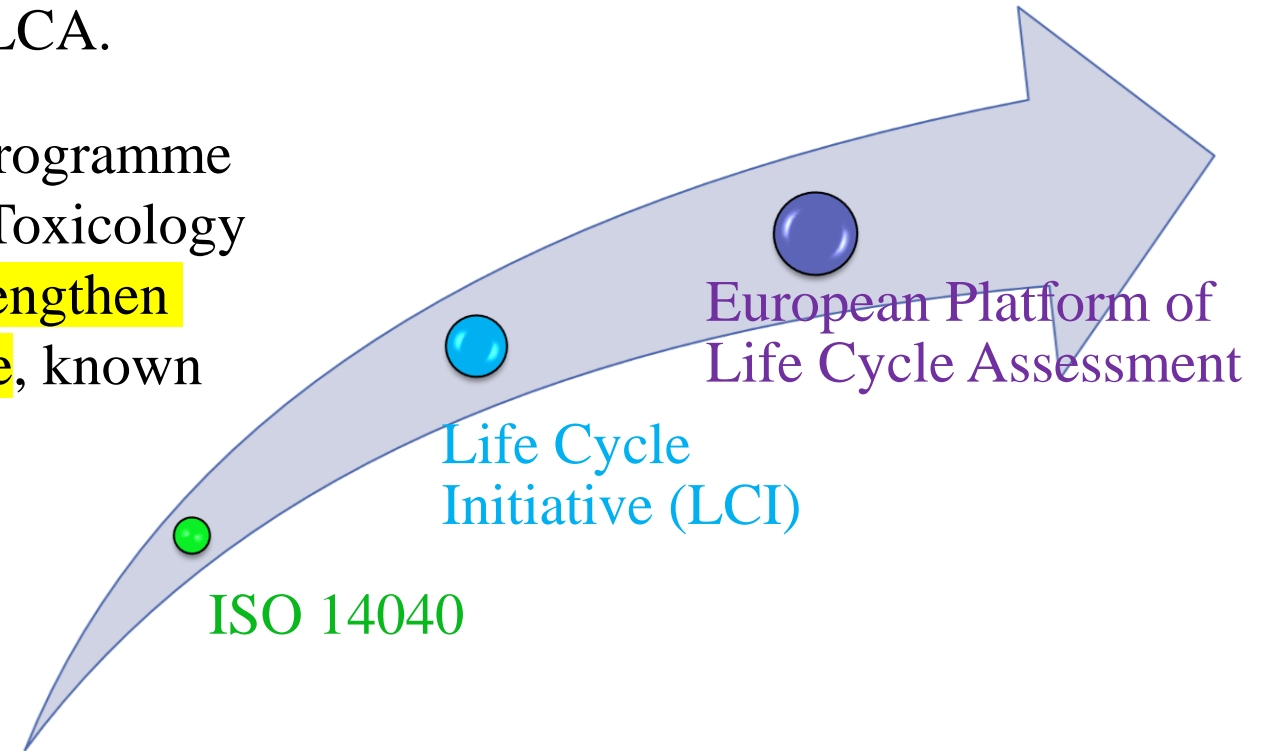 LCA.
rogramme
Toxicology
engthen
e, known
European Platform of
Life Cycle Assessment
Life Cycle
Initiative (LCI)
ISO 14040